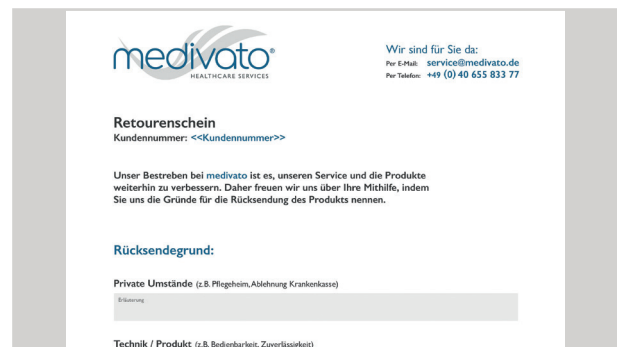 medivato®
HEALTHCARE SERVICES
Wir sind für Sie da:
Per E-Mail: service@medivato.de
Per Telefon: +49 (0) 40 655 833 77
Retourenschein
Kundennummer: <<Kundennummer>>
Unser Bestreben bei medivato ist es, unseren Service und die Produkte
weiterhin zu verbessern. Daher freuen wir uns über Ihre Mithilfe, indem
Sie uns die Gründe für die Rücksendung des Produkts nennen.
Rücksendegrund:
Private Umstände (z.B. Pflegeheim, Ablehnung Krankenkasse)
Erläuterung
Technik / Produkt (z.B. Bedienbarkeit, Zuverlässigkeit)